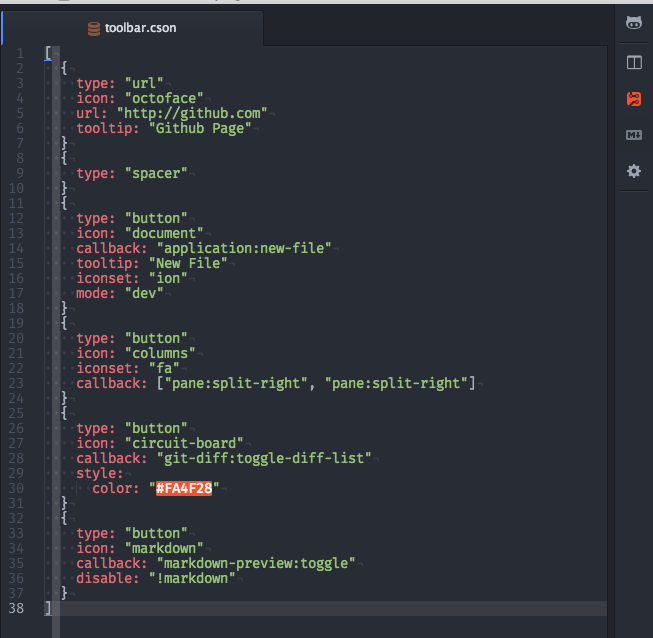 toolbar.cson
1 [
2 {
3 type: "url"
4 icon: "octoface"
5 url: "http://github.com"
6 tooltip: "Github Page"
7 }
8 {
9 type: "spacer"
10 }
11 {
12 type: "button"
13 icon: "document"
14 callback: "application:new-file"
15 tooltip: "New File"
16 iconset: "ion"
17 mode: "dev"
18 }
19 {
20 type: "button"
21 icon: "columns"
22 iconset: "fa"
23 callback: ["pane:split-right", "pane:split-right"]
24 }
25 {
26 type: "button"
27 icon: "circuit-board"
28 callback: "git-diff:toggle-diff-list"
29 style:
30 color: "#FA4F28"
31 }
32 {
33 type: "button"
34 icon: "markdown"
35 callback: "markdown-preview:toggle"
36 disable: "!markdown"
37 }
38 ]